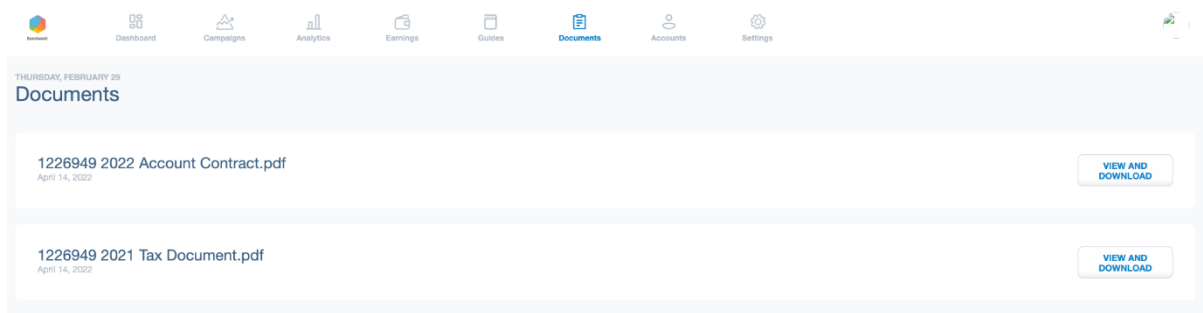 Dashboard
Campaigns
Analytics
Earnings
Guides
Documents
Accounts
Settings
THURSDAY, FEBRUARY 29
Documents
1226949 2022 Account Contract.pdf
April 14, 2022
VIEW AND
DOWNLOAD
1226949 2021 Tax Document.pdf
April 14, 2022
VIEW AND
DOWNLOAD